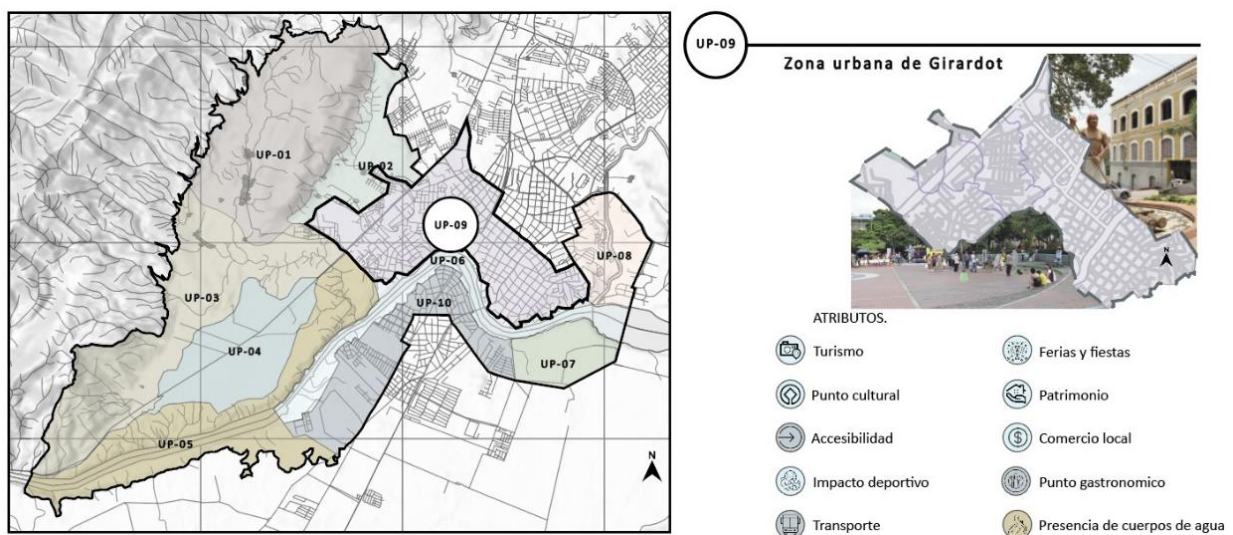 UP-01
UP-02
UP-09
UP-06
UP-08
UP-03
UP-10
UP-04
UP-07
UP-05
N
UP-09
Zona urbana de Girardot
N
ATRIBUTOS.
Turismo
Ferias y fiestas
Punto cultural
Patrimonio
Accesibilidad
Comercio local
Impacto deportivo
Punto gastronomico
Transporte
Presencia de cuerpos de agua